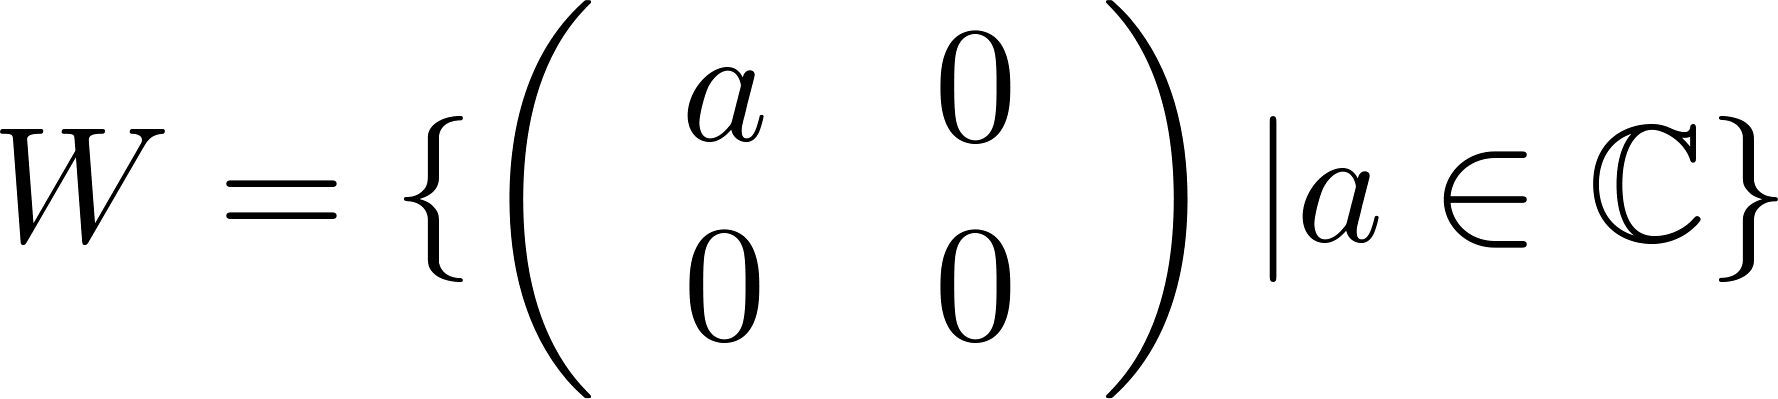 W = { ( a 0
0 0 ) | a ∈ ℂ }